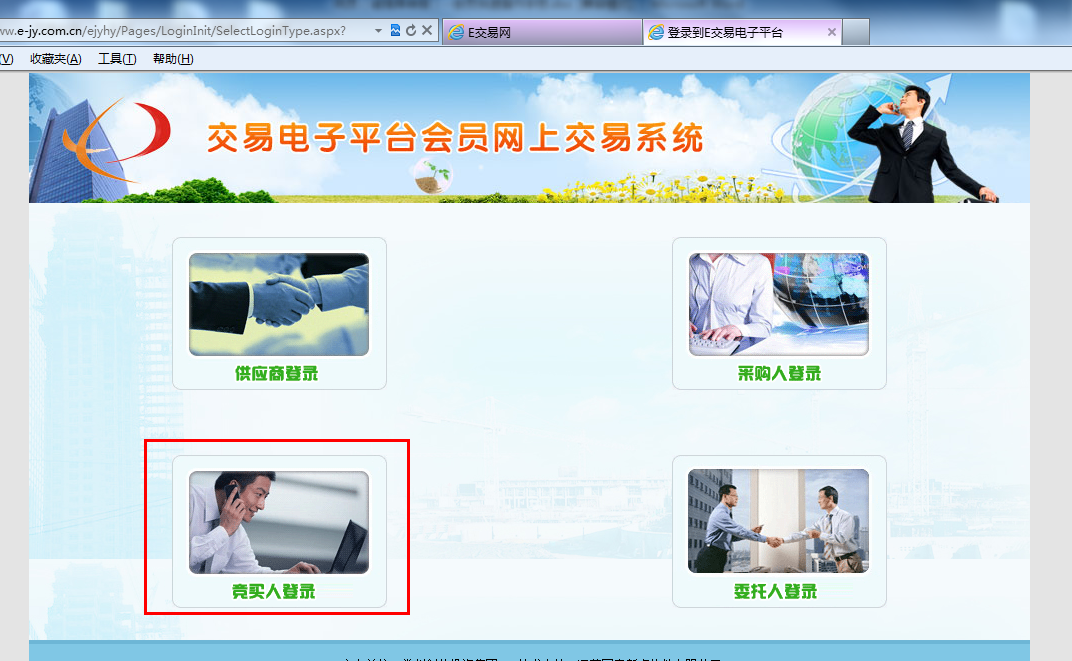 ww.e-jy.com.cn/ejyhy/Pages/LoginInit/SelectLoginType.aspx?
E交易网
登录到E交易电子平台
(V) 收藏夹(A) 工具(T) 帮助(H)
交易电子平台会员网上交易系统
供应商登录
采购人登录
竞买人登录
委托人登录